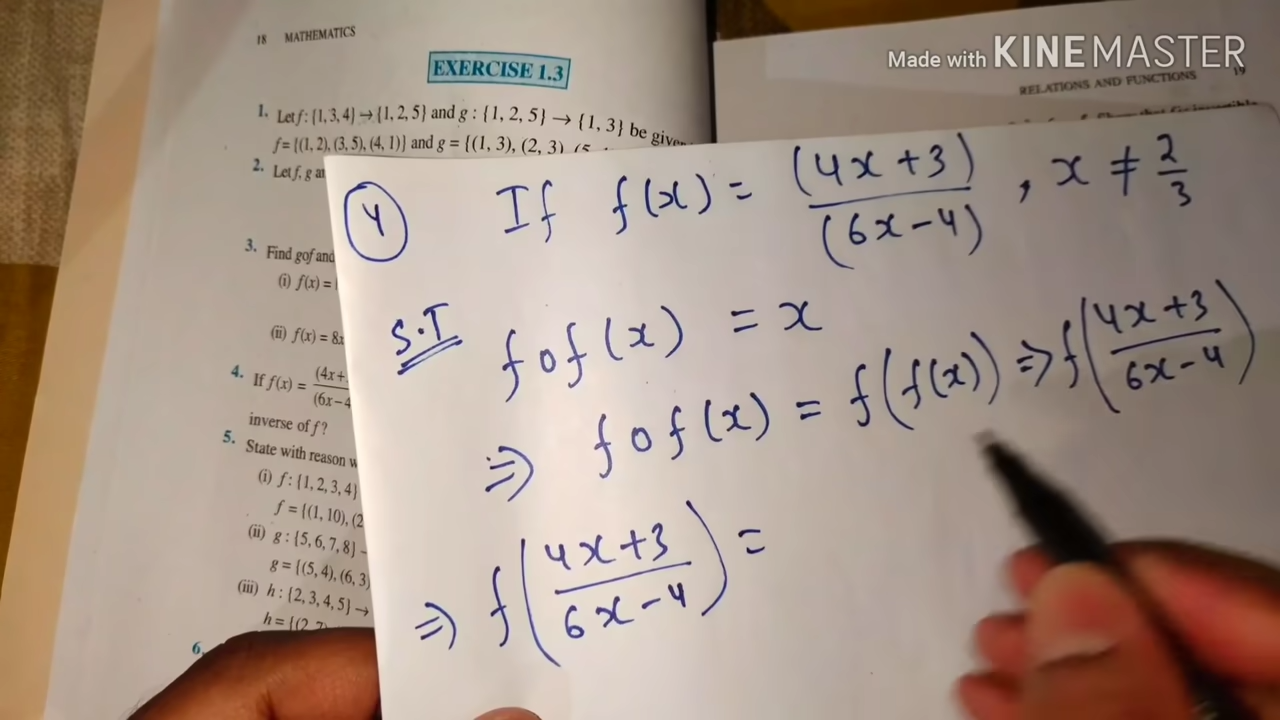 Made with KINEMASTER
18 MATHEMATICS
RELATIONS AND FUNCTIONS 19
EXERCISE 1.3
1. Let f : {1, 3, 4} → {1, 2, 5} and g : {1, 2, 5} → {1, 3} be given
f = {(1, 2), (3, 5), (4, 1)} and g = {(1, 3), (2, 3), (5
2. Let f, g
3. Find gof and
(i) f(x) =
(ii) f(x) = 8x
4. If f(x) = (4x+ / (6x–4
inverse of f?
5. State with reason
(i) f : {1, 2, 3, 4}
f = {(1, 10), (2
(ii) g : {5, 6, 7, 8} –
g = {(5, 4), (6, 3)
(iii) h : {2, 3, 4, 5} →
h = {(2, 7)
6.
4 If f(x) = (4x+3)/(6x-4) , x ≠ 2/3
S.T fof(x) = x
⇒ fof(x) = f(f(x)) ⇒ f((4x+3)/(6x-4))
⇒ f((4x+3)/(6x-4)) =